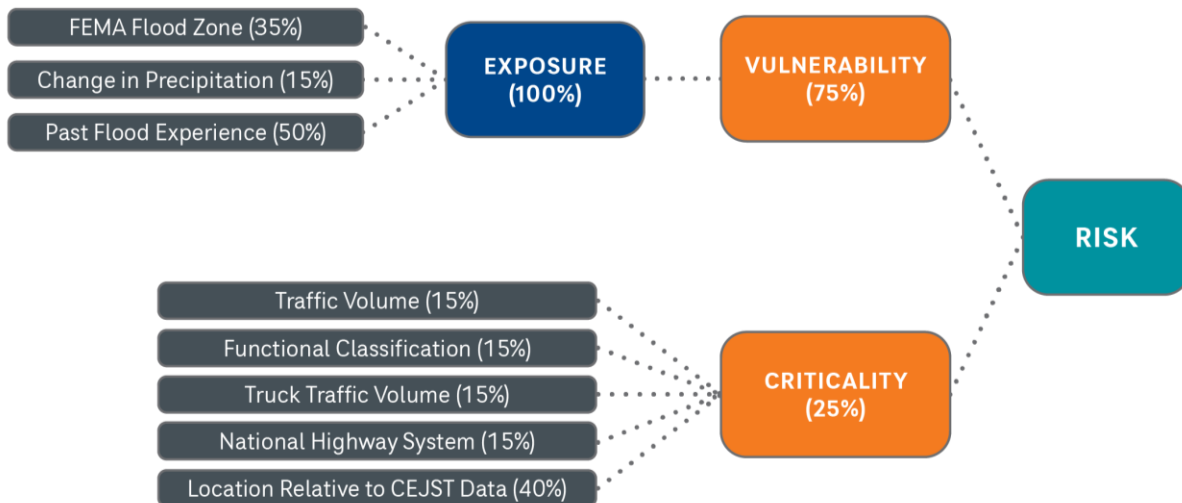 FEMA Flood Zone (35%)
Change in Precipitation (15%)
Past Flood Experience (50%)
EXPOSURE
(100%)
VULNERABILITY
(75%)
RISK
Traffic Volume (15%)
Functional Classification (15%)
Truck Traffic Volume (15%)
National Highway System (15%)
Location Relative to CEJST Data (40%)
CRITICALITY
(25%)